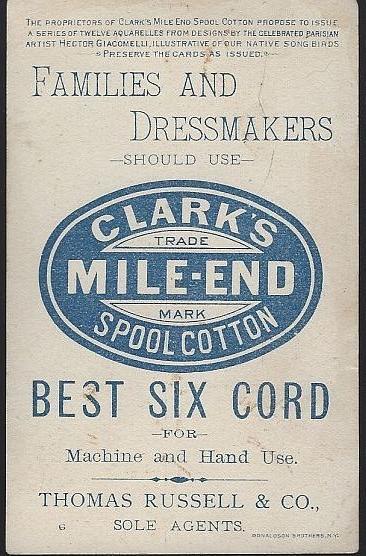 THE PROPRIETORS OF CLARK'S MILE END SPOOL COTTON PROPOSE TO ISSUE
A SERIES OF TWELVE AQUARELLES FROM DESIGNS BY THE CELEBRATED PARISIAN
ARTIST HECTOR GIACOMELLI, ILLUSTRATIVE OF OUR NATIVE SONG BIRDS
PRESERVE THE CARDS AS ISSUED.
FAMILIES AND
DRESSMAKERS
—SHOULD USE—
CLARK'S
TRADE
MILE-END
MARK
SPOOL COTTON
BEST SIX CORD
—FOR—
Machine and Hand Use.
THOMAS RUSSELL & CO.,
6 SOLE AGENTS.
DONALDSON BROTHERS, N.Y.